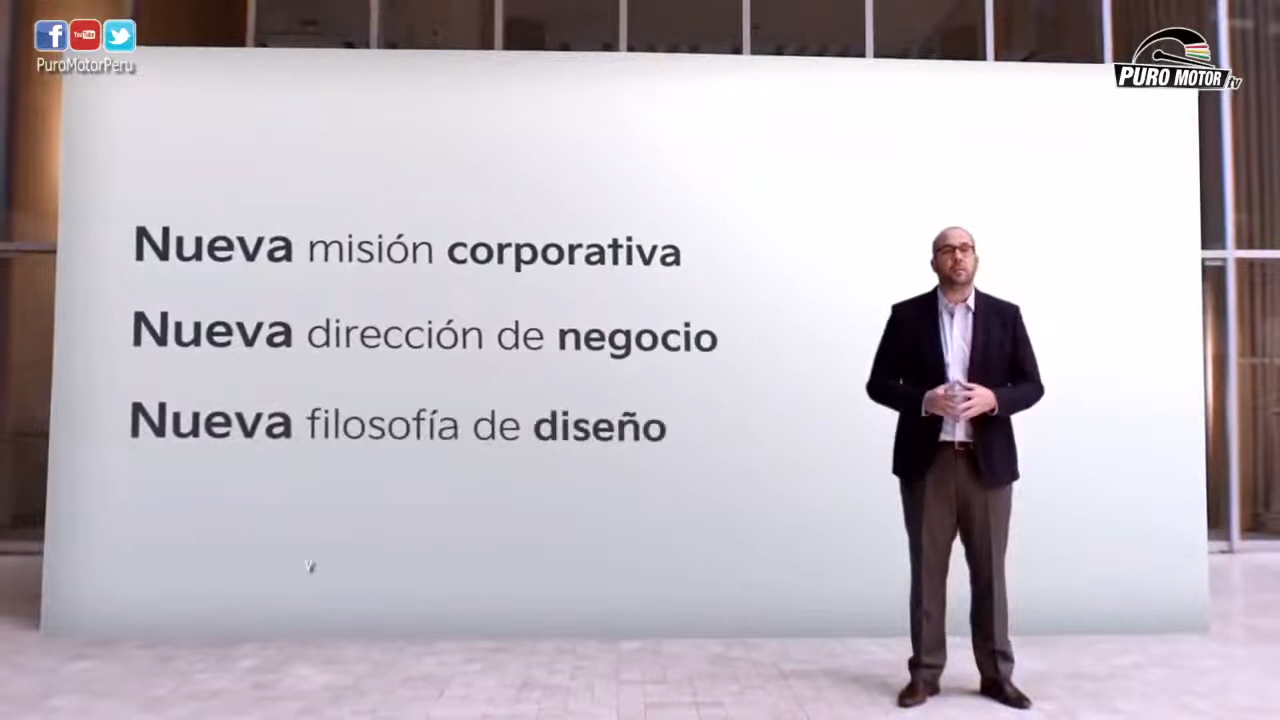 PuroMotorPeru
PURO MOTOR tv
Nueva misión corporativa
Nueva dirección de negocio
Nueva filosofía de diseño
v